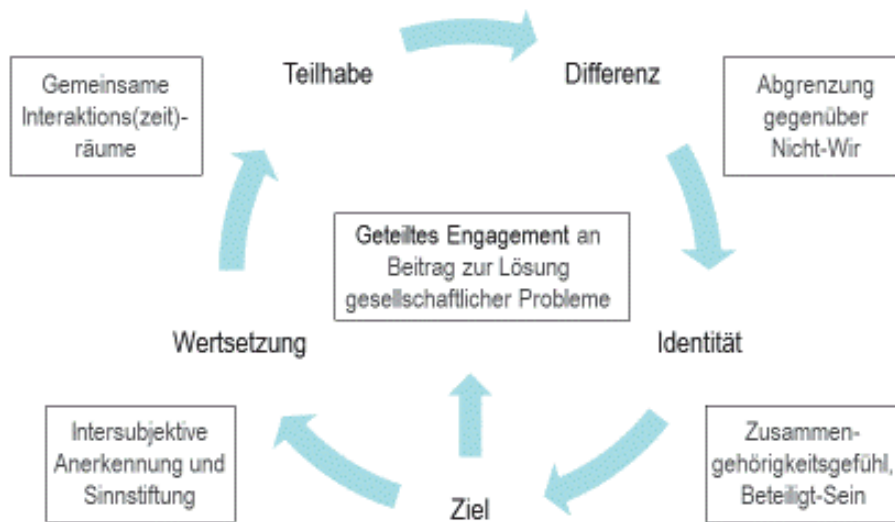 Teilhabe
Differenz
Gemeinsame
Interaktions(zeit)-
räume
Abgrenzung
gegenüber
Nicht-Wir
Geteiltes Engagement an
Beitrag zur Lösung
gesellschaftlicher Probleme
Wertsetzung
Identität
Intersubjektive
Anerkennung und
Sinnstiftung
Zusammen-
gehörigkeitsgefühl,
Beteiligt-Sein
Ziel